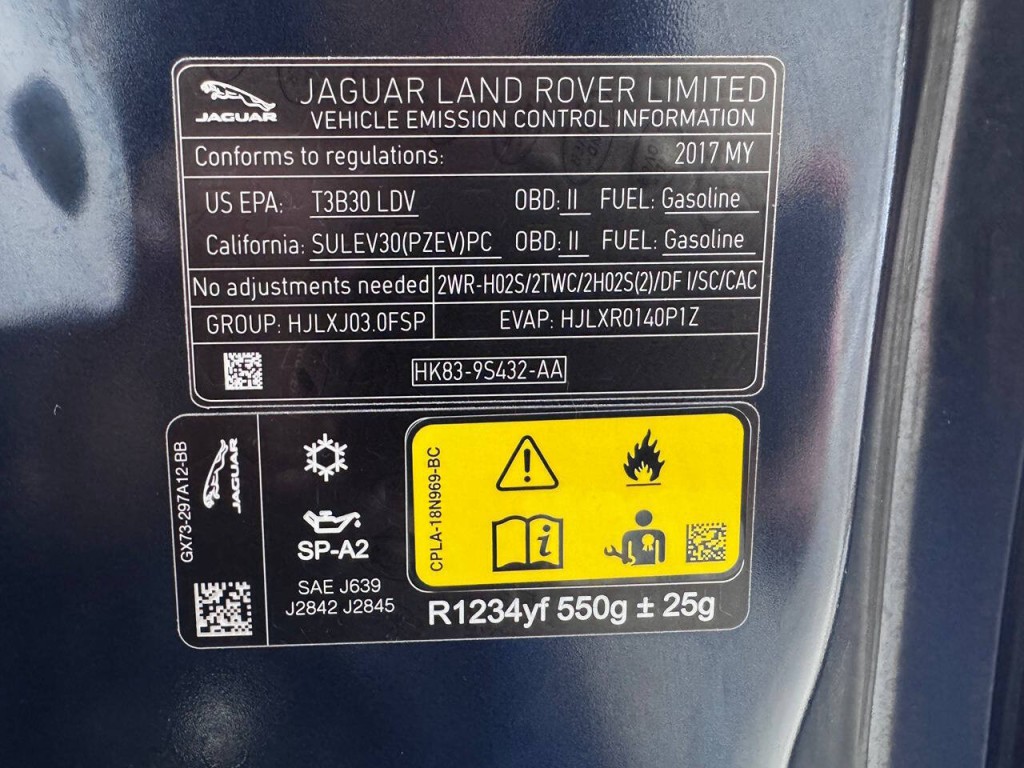 JAGUAR
JAGUAR LAND ROVER LIMITED
VEHICLE EMISSION CONTROL INFORMATION
Conforms to regulations: 2017 MY
US EPA: T3B30 LDV OBD: II FUEL: Gasoline
California: SULEV30(PZEV)PC OBD: II FUEL: Gasoline
No adjustments needed 2WR-HO2S/2TWC/2HO2S(2)/DF I/SC/CAC
GROUP: HJLXJ03.0FSP EVAP: HJLXR0140P1Z
HK83-9S432-AA
GX73-297A12-BB
JAGUAR
SP-A2
SAE J639
J2842 J2845
CPLA-18N969-BC
i
R1234yf 550g ± 25g